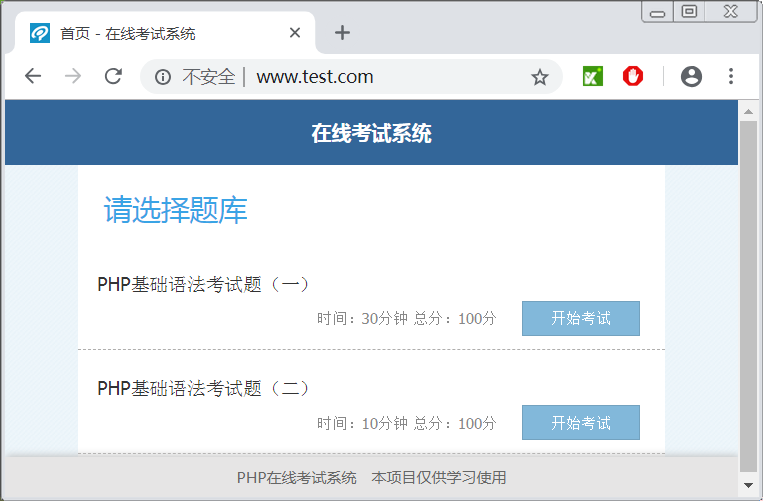 首页 - 在线考试系统
不安全 | www.test.com
在线考试系统
请选择题库
PHP基础语法考试题（一）
时间：30分钟 总分：100分 开始考试
PHP基础语法考试题（二）
时间：10分钟 总分：100分 开始考试
PHP在线考试系统 本项目仅供学习使用